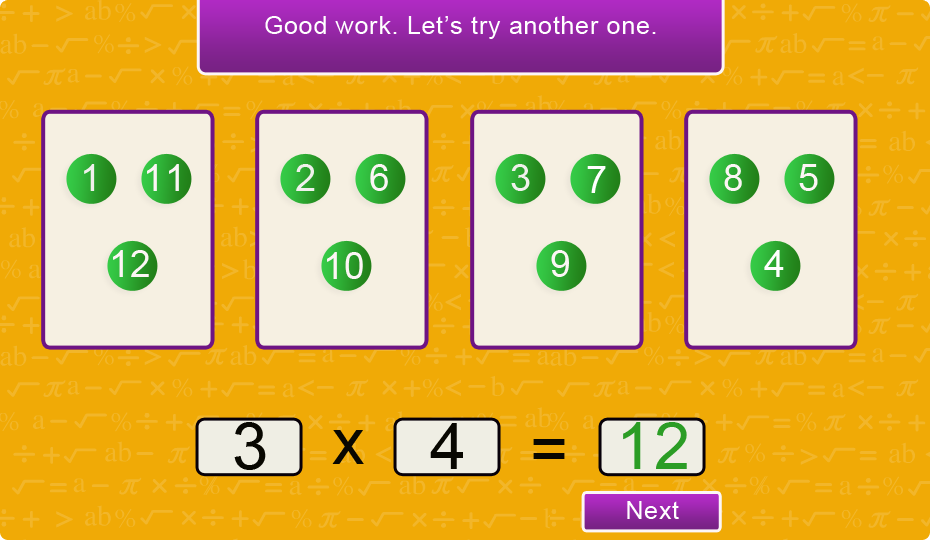 Good work. Let’s try another one.
1 11 2 6 3 7 8 5
12 10 9 4
3 x 4 = 12
Next